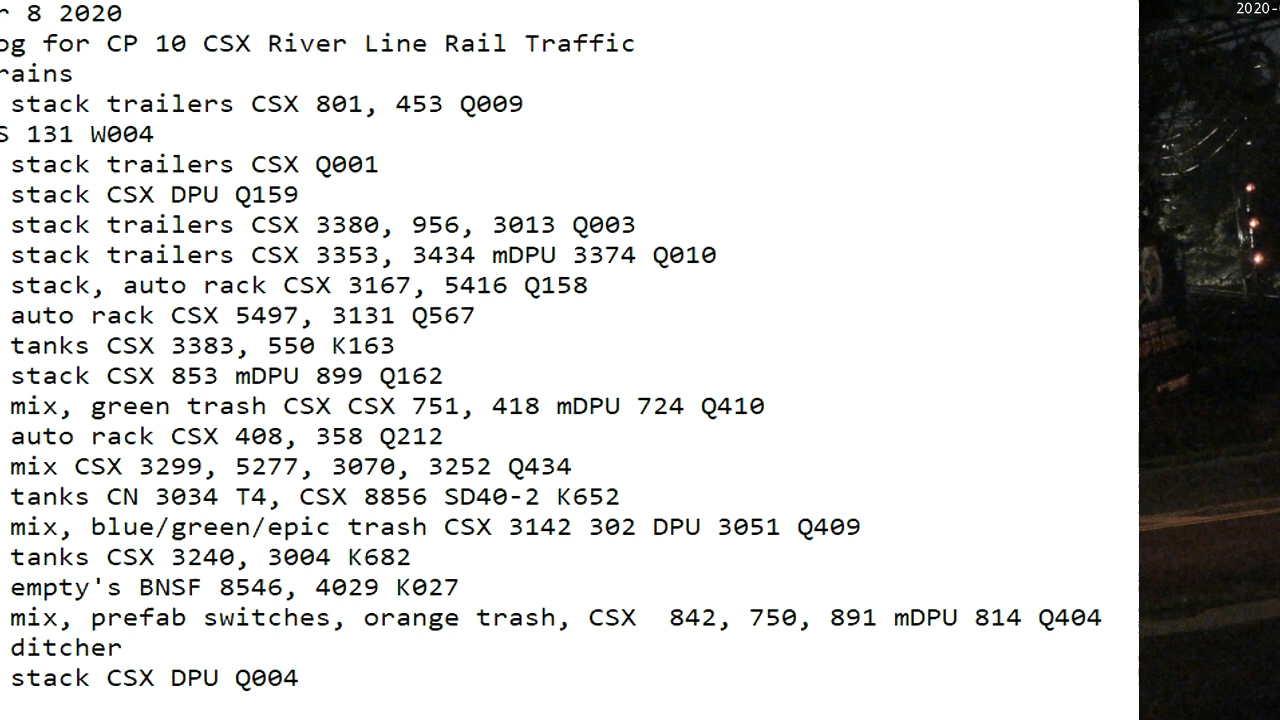 r 8 2020
og for CP 10 CSX River Line Rail Traffic
rains
stack trailers CSX 801, 453 Q009
S 131 W004
stack trailers CSX Q001
stack CSX DPU Q159
stack trailers CSX 3380, 956, 3013 Q003
stack trailers CSX 3353, 3434 mDPU 3374 Q010
stack, auto rack CSX 3167, 5416 Q158
auto rack CSX 5497, 3131 Q567
tanks CSX 3383, 550 K163
stack CSX 853 mDPU 899 Q162
mix, green trash CSX CSX 751, 418 mDPU 724 Q410
auto rack CSX 408, 358 Q212
mix CSX 3299, 5277, 3070, 3252 Q434
tanks CN 3034 T4, CSX 8856 SD40-2 K652
mix, blue/green/epic trash CSX 3142 302 DPU 3051 Q409
tanks CSX 3240, 3004 K682
empty's BNSF 8546, 4029 K027
mix, prefab switches, orange trash, CSX  842, 750, 891 mDPU 814 Q404
ditcher
stack CSX DPU Q004
2020-